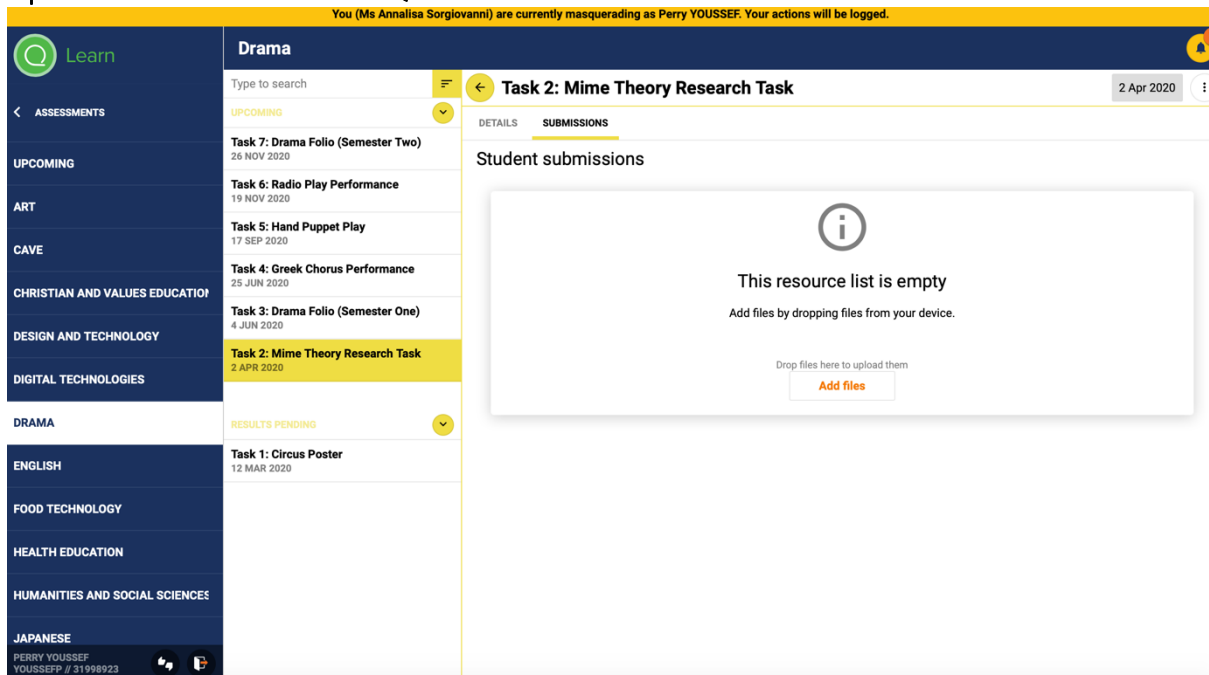 You (Ms Annalisa Sorgiovanni) are currently masquerading as Perry YOUSSEF. Your actions will be logged.
Learn
ASSESSMENTS
UPCOMING
ART
CAVE
CHRISTIAN AND VALUES EDUCATION
DESIGN AND TECHNOLOGY
DIGITAL TECHNOLOGIES
DRAMA
ENGLISH
FOOD TECHNOLOGY
HEALTH EDUCATION
HUMANITIES AND SOCIAL SCIENCES
JAPANESE
PERRY YOUSSEF
YOUSSEFP // 31998923
Drama
Type to search
UPCOMING
Task 7: Drama Folio (Semester Two)
26 NOV 2020
Task 6: Radio Play Performance
19 NOV 2020
Task 5: Hand Puppet Play
17 SEP 2020
Task 4: Greek Chorus Performance
25 JUN 2020
Task 3: Drama Folio (Semester One)
4 JUN 2020
Task 2: Mime Theory Research Task
2 APR 2020
RESULTS PENDING
Task 1: Circus Poster
12 MAR 2020
Task 2: Mime Theory Research Task
2 Apr 2020
DETAILS SUBMISSIONS
Student submissions
This resource list is empty
Add files by dropping files from your device.
Drop files here to upload them
Add files